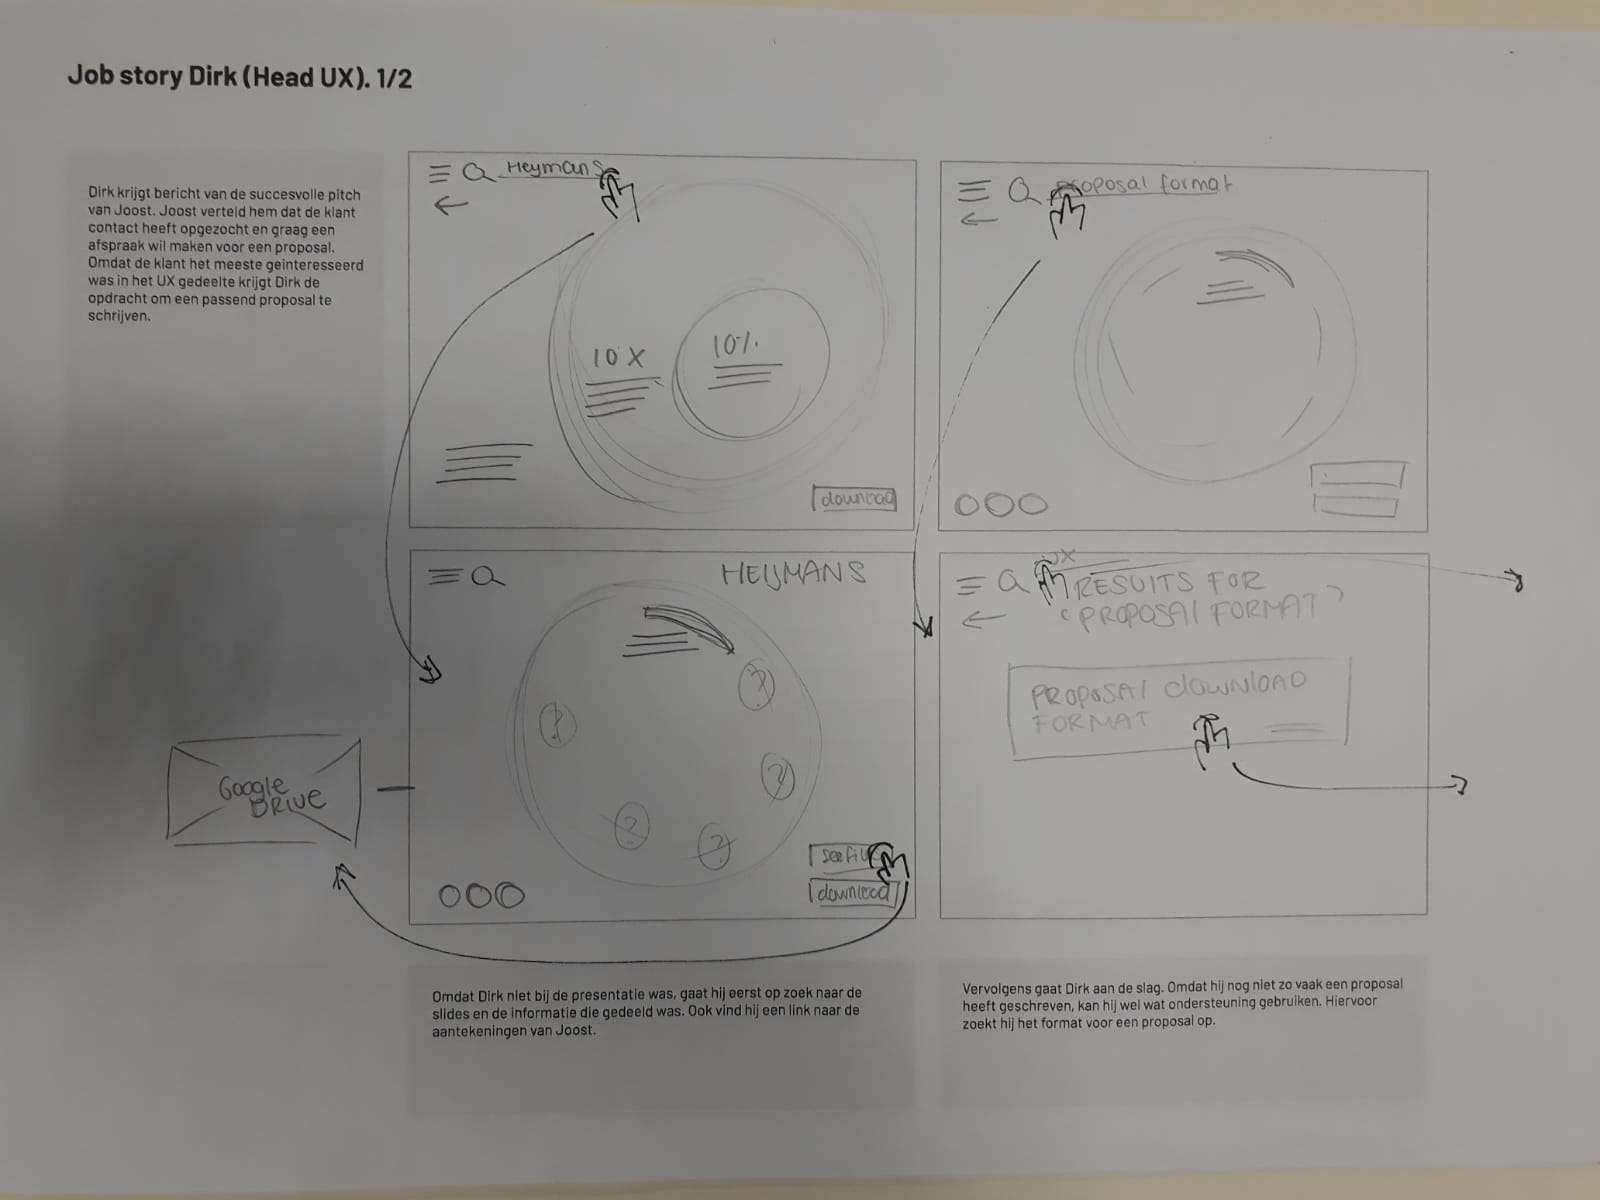 Job story Dirk (Head UX). 1/2
Dirk krijgt bericht van de succesvolle pitch
van Joost. Joost verteld hem dat de klant
contact heeft opgezocht en graag een
afspraak wil maken voor een proposal.
Omdat de klant het meeste geinteresseerd
was in het UX gedeelte krijgt Dirk de
opdracht om een passend proposal te
schrijven.
Heymans
10 X
10%
download
proposal format
HEIJMANS
see file
download
Google
DRIVE
UX
RESULTS FOR
‘PROPOSAL FORMAT’
PROPOSAL download
FORMAT
Omdat Dirk niet bij de presentatie was, gaat hij eerst op zoek naar de
slides en de informatie die gedeeld was. Ook vind hij een link naar de
aantekeningen van Joost.
Vervolgens gaat Dirk aan de slag. Omdat hij nog niet zo vaak een proposal
heeft geschreven, kan hij wel wat ondersteuning gebruiken. Hiervoor
zoekt hij het format voor een proposal op.